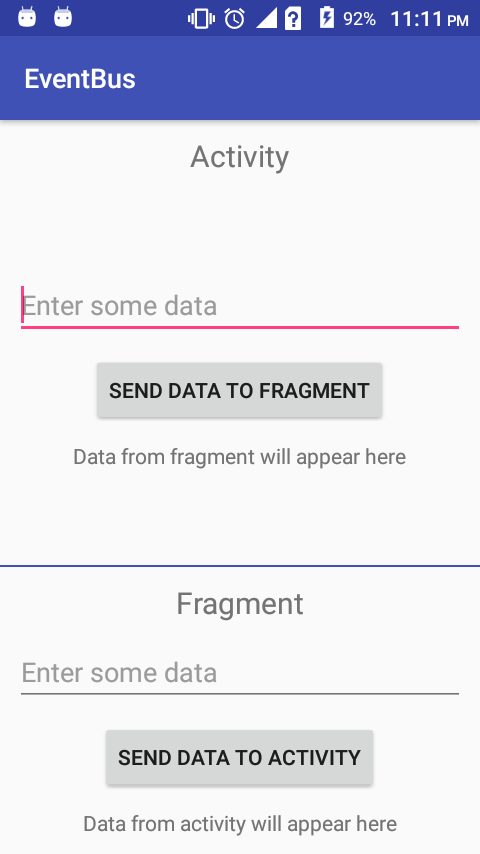 92% 11:11 PM
EventBus
Activity
Enter some data
SEND DATA TO FRAGMENT
Data from fragment will appear here
Fragment
Enter some data
SEND DATA TO ACTIVITY
Data from activity will appear here